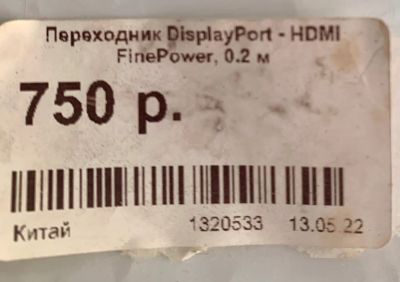 Переходник DisplayPort - HDMI
FinePower, 0.2 м
750 р.
Китай 1320533 13.05.22